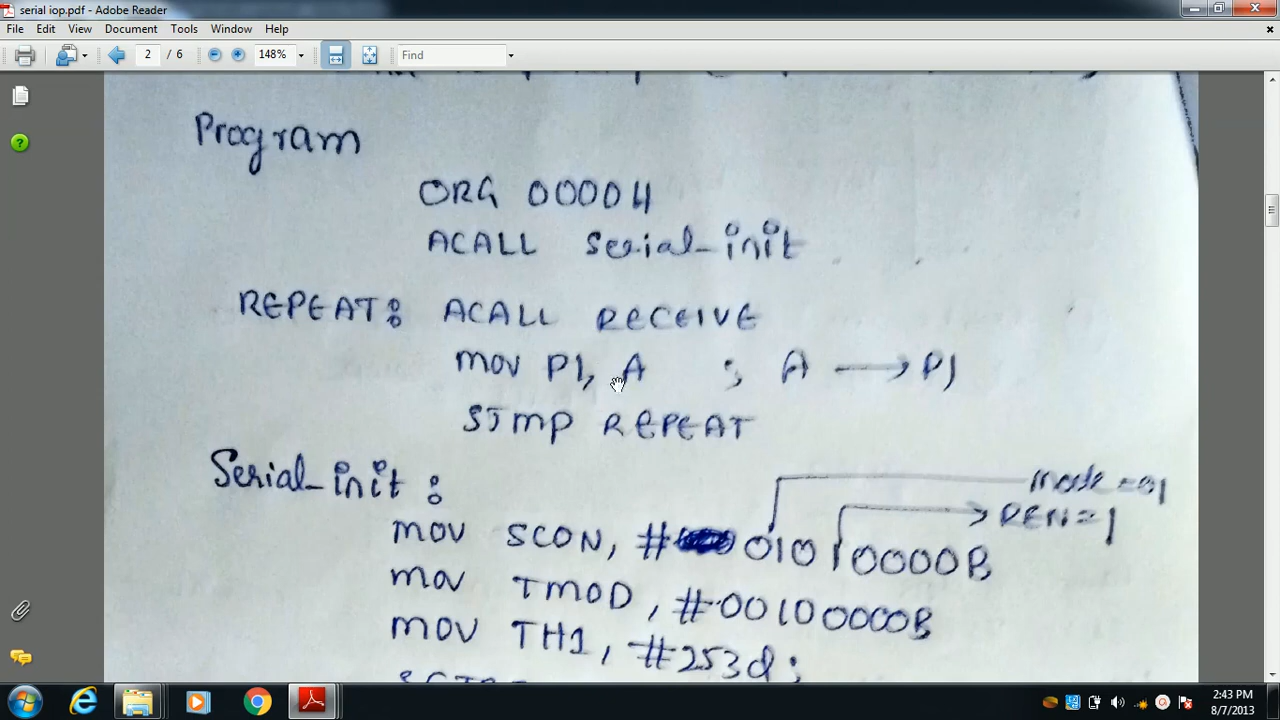 serial iop.pdf - Adobe Reader
File Edit View Document Tools Window Help
2 / 6 148% Find
Program
ORG 0000H
ACALL Serial_init
REPEAT: ACALL RECEIVE
MOV P1, A ; A → P1
SJMP REPEAT
Serial_init :
mode = 01
REN = 1
MOV SCON, # 01010000B
MOV TMOD, #00100000B
MOV TH1, #253d;
2:43 PM
8/7/2013